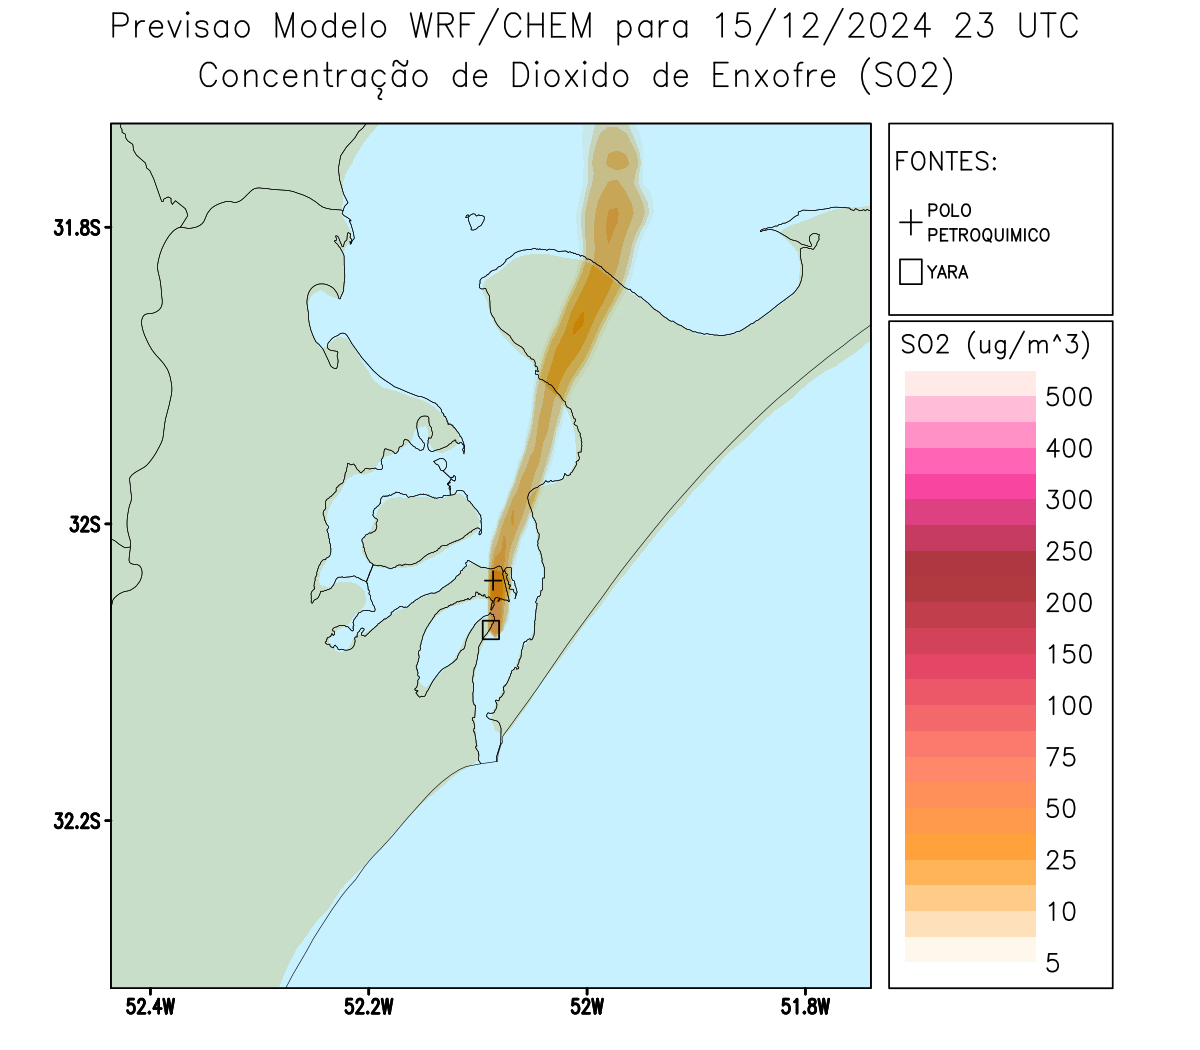 Previsao Modelo WRF/CHEM para 15/12/2024 23 UTC
Concentração de Dioxido de Enxofre (SO2)
FONTES:
POLO
PETROQUIMICO
YARA
31.8S
32S
32.2S
52.4W
52.2W
52W
51.8W
SO2 (ug/m^3)
500
400
300
250
200
150
100
75
50
25
10
5